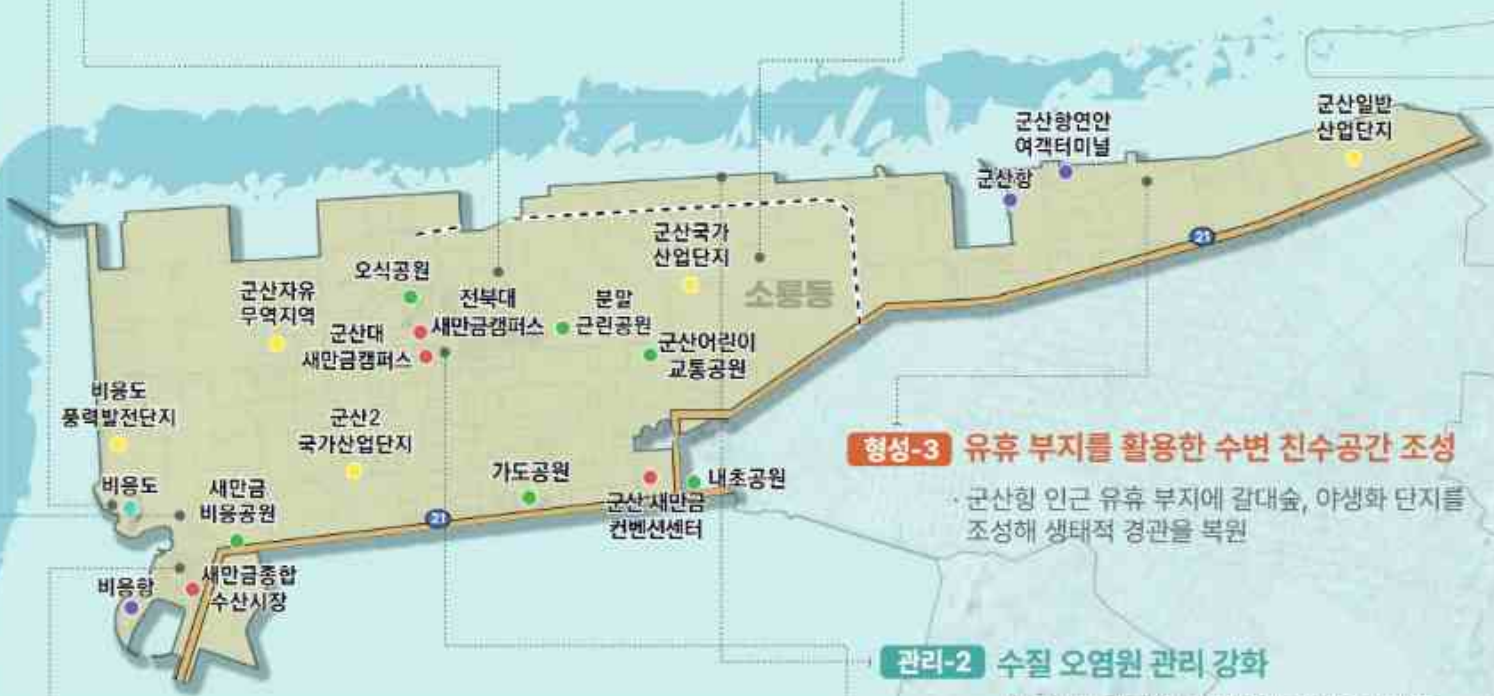 군산일반
산업단지
군산항연안
여객터미널
군산항
21
군산국가
산업단지
소룡동
오식공원
전북대
새만금캠퍼스
분말
근린공원
군산자유
무역지역
군산대
새만금캠퍼스
군산어린이
교통공원
비응도
풍력발전단지
군산2
국가산업단지
비응도
새만금
비응공원
가도공원
내초공원
군산 새만금
컨벤션센터
21
비응항
새만금종합
수산시장
형성-3 유휴 부지를 활용한 수변 친수공간 조성
· 군산항 인근 유휴 부지에 갈대숲, 야생화 단지를
조성해 생태적 경관을 복원
관리-2 수질 오염원 관리 강화